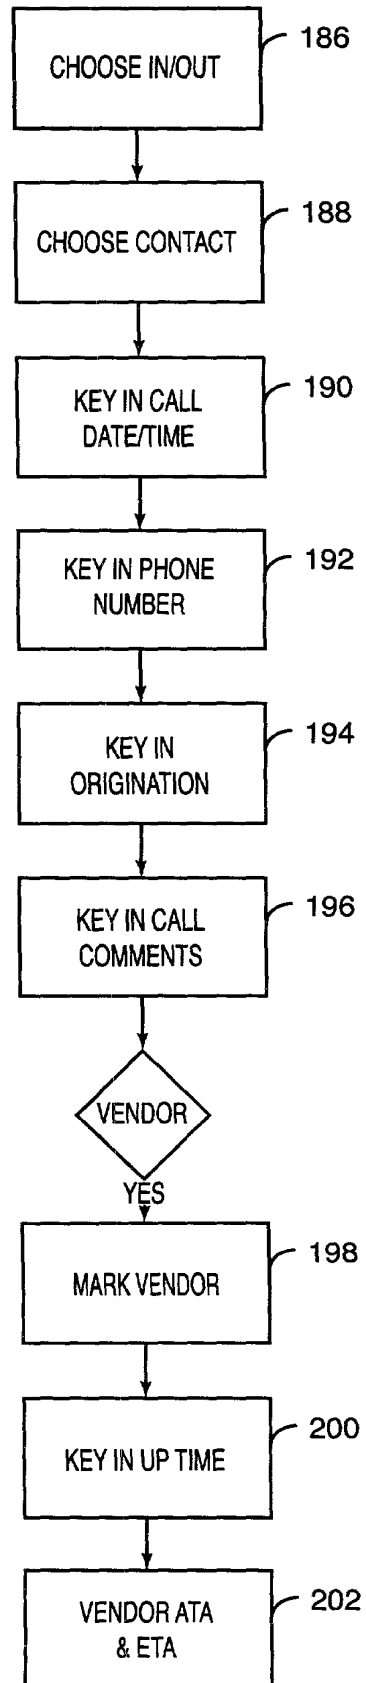 CHOOSE IN/OUT
186
CHOOSE CONTACT
188
KEY IN CALL
DATE/TIME
190
KEY IN PHONE
NUMBER
192
KEY IN
ORIGINATION
194
KEY IN CALL
COMMENTS
196
VENDOR
YES
MARK VENDOR
198
KEY IN UP TIME
200
VENDOR ATA
& ETA
202